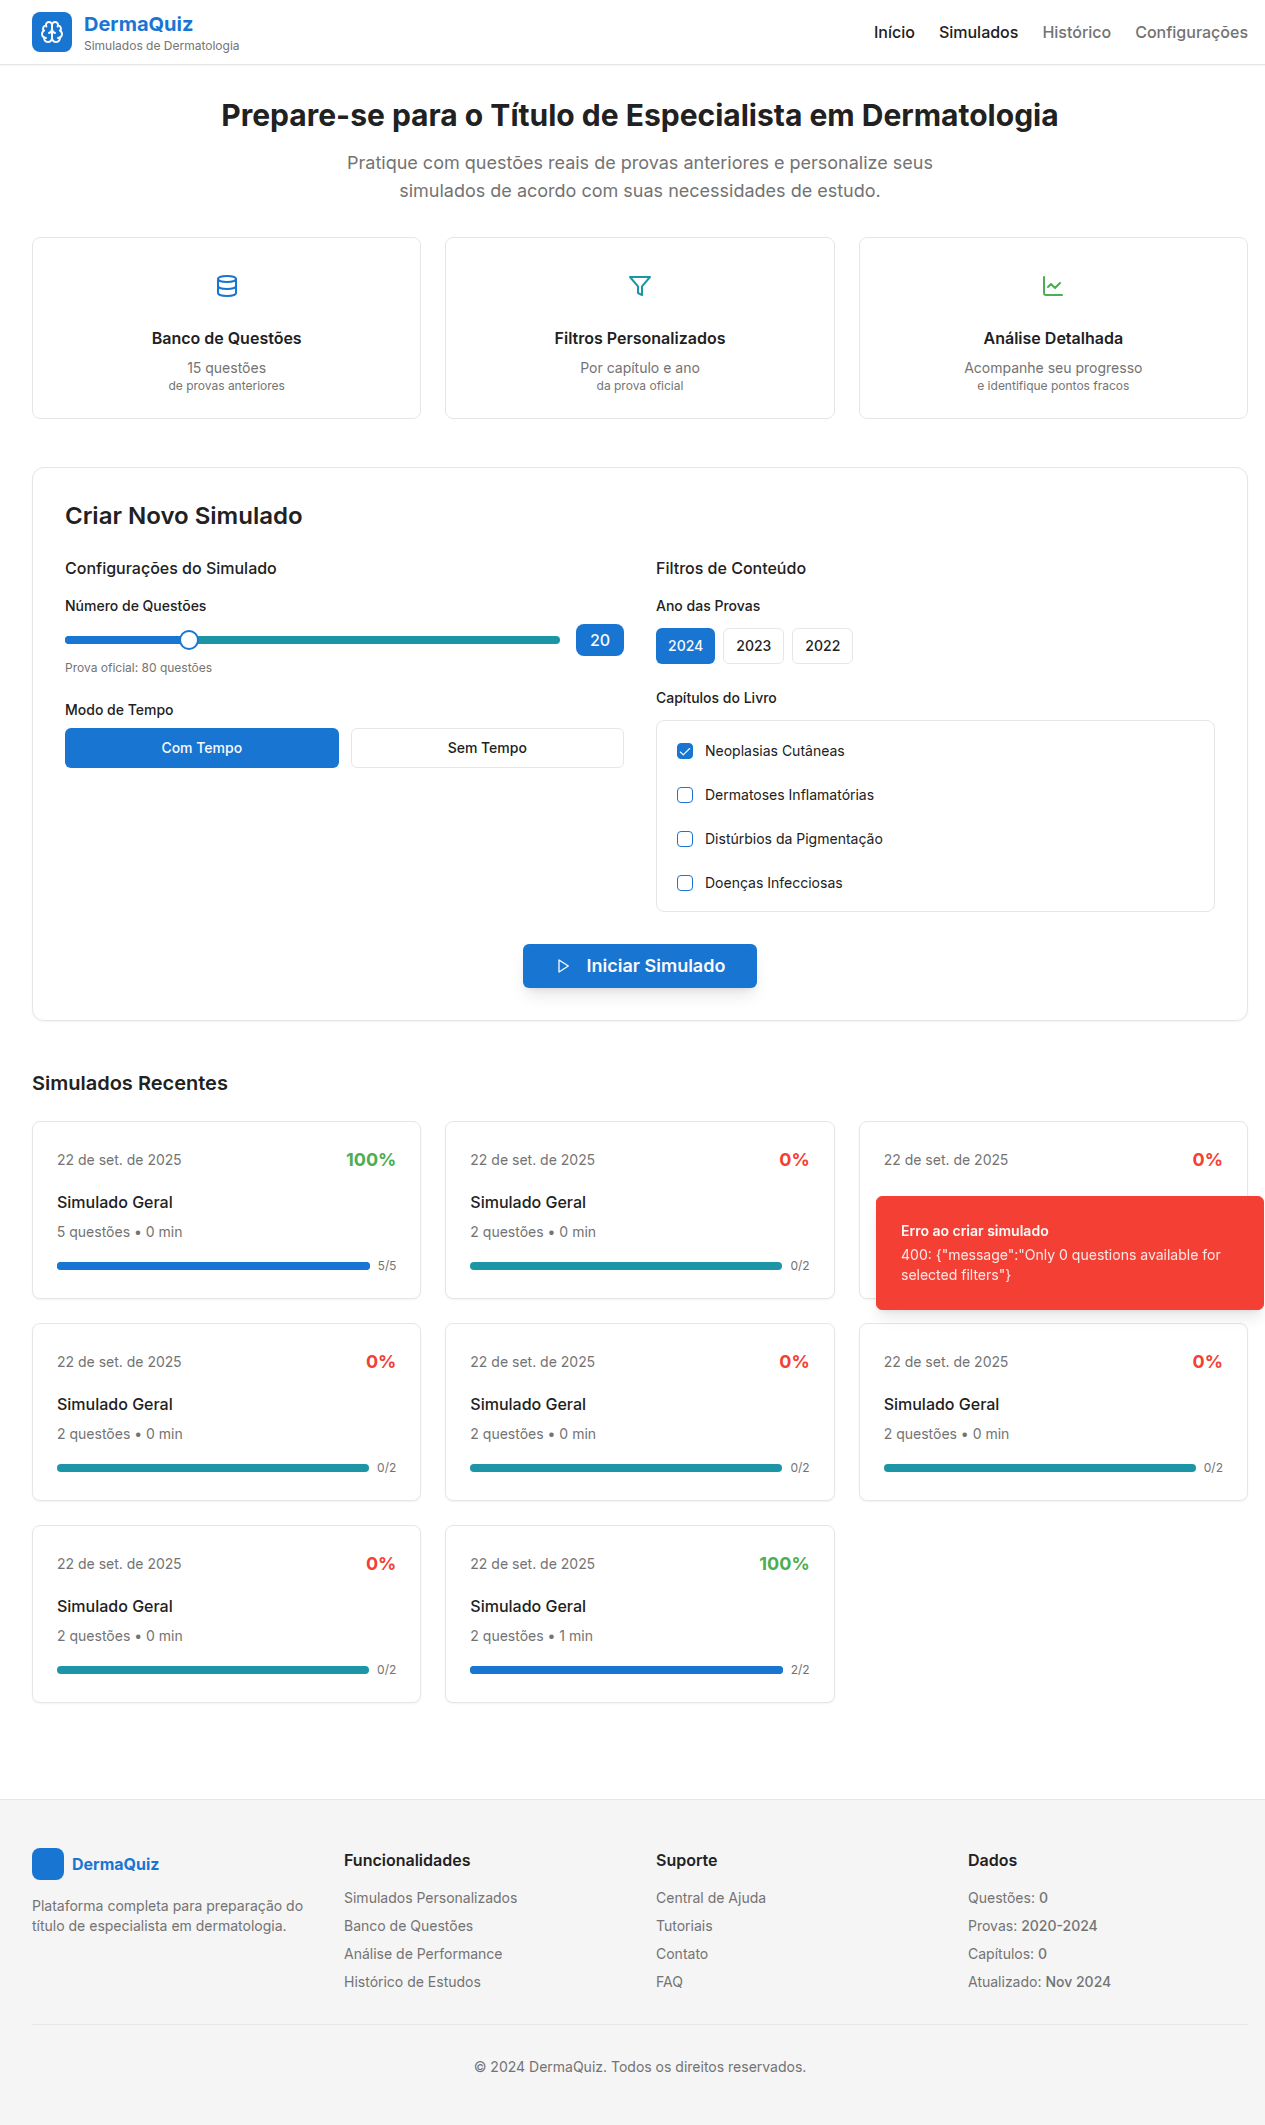 DermaQuiz
Simulados de Dermatologia
Início
Simulados
Histórico
Configurações
Prepare-se para o Título de Especialista em Dermatologia
Pratique com questões reais de provas anteriores e personalize seus
simulados de acordo com suas necessidades de estudo.
Banco de Questões
15 questões
de provas anteriores
Filtros Personalizados
Por capítulo e ano
da prova oficial
Análise Detalhada
Acompanhe seu progresso
e identifique pontos fracos
Criar Novo Simulado
Configurações do Simulado
Número de Questões
20
Prova oficial: 80 questões
Modo de Tempo
Com Tempo
Sem Tempo
Filtros de Conteúdo
Ano das Provas
2024
2023
2022
Capítulos do Livro
Neoplasias Cutâneas
Dermatoses Inflamatórias
Distúrbios da Pigmentação
Doenças Infecciosas
Iniciar Simulado
Simulados Recentes
22 de set. de 2025
100%
Simulado Geral
5 questões • 0 min
5/5
22 de set. de 2025
0%
Simulado Geral
2 questões • 0 min
0/2
22 de set. de 2025
0%
Erro ao criar simulado
400: {"message":"Only 0 questions available for
selected filters"}
22 de set. de 2025
0%
Simulado Geral
2 questões • 0 min
0/2
22 de set. de 2025
0%
Simulado Geral
2 questões • 0 min
0/2
22 de set. de 2025
0%
Simulado Geral
2 questões • 0 min
0/2
22 de set. de 2025
0%
Simulado Geral
2 questões • 0 min
0/2
22 de set. de 2025
100%
Simulado Geral
2 questões • 1 min
2/2
DermaQuiz
Plataforma completa para preparação do
título de especialista em dermatologia.
Funcionalidades
Simulados Personalizados
Banco de Questões
Análise de Performance
Histórico de Estudos
Suporte
Central de Ajuda
Tutoriais
Contato
FAQ
Dados
Questões: 0
Provas: 2020-2024
Capítulos: 0
Atualizado: Nov 2024
© 2024 DermaQuiz. Todos os direitos reservados.